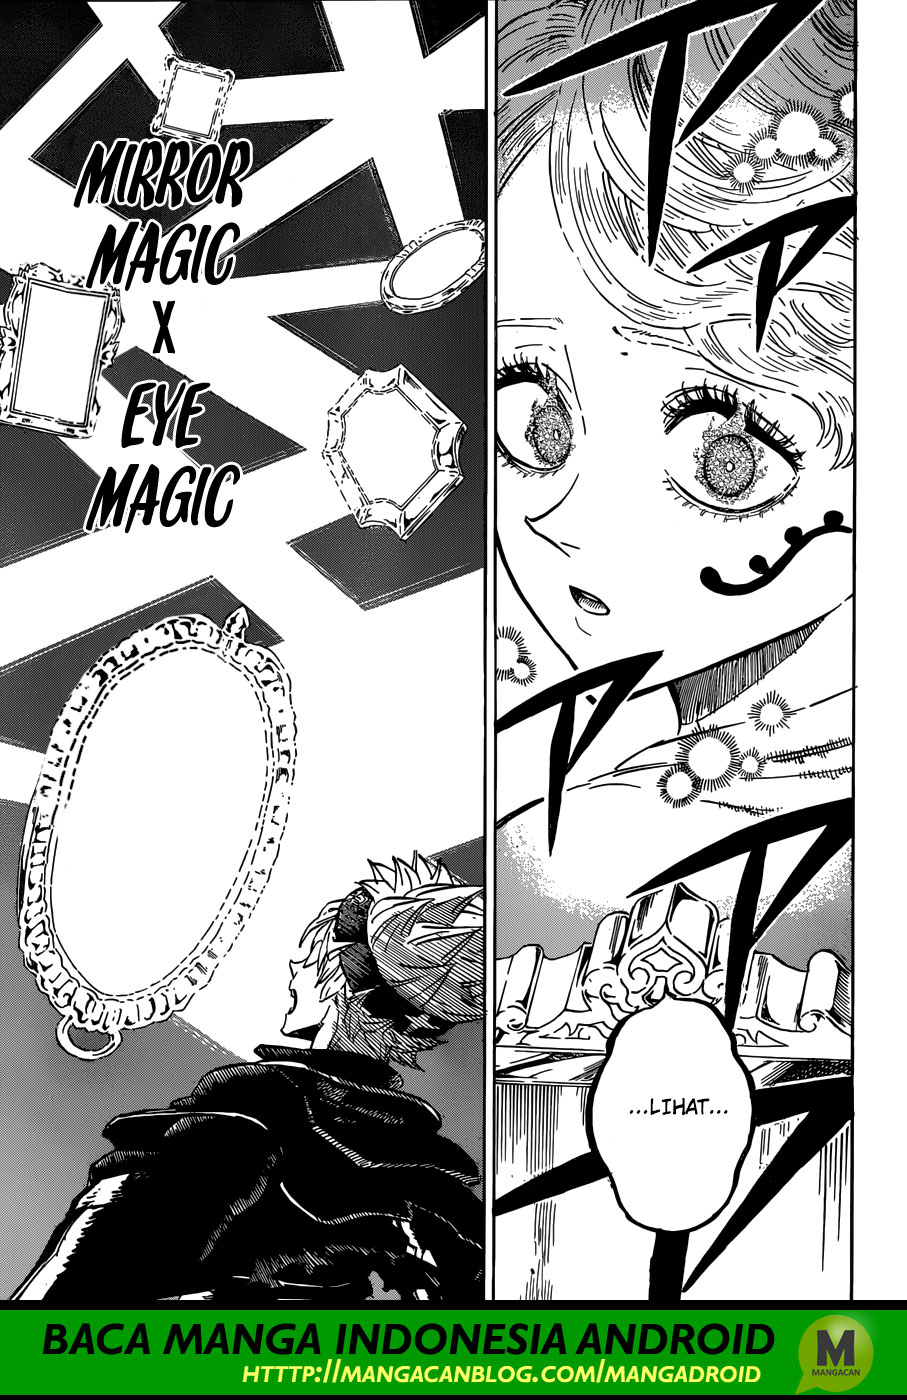 MIRROR
MAGIC
X
EYE
MAGIC
...LIHAT...
BACA MANGA INDONESIA ANDROID
HTTTP://MANGACANBLOG.COM/MANGADROID
M
MANGACAN